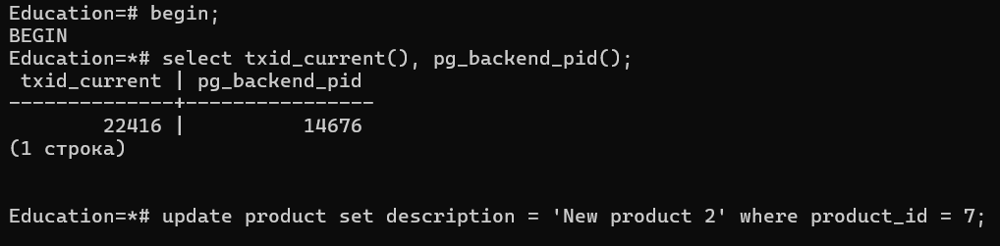 Education=# begin;
BEGIN
Education=*# select txid_current(), pg_backend_pid();
 txid_current | pg_backend_pid
--------------+----------------
        22416 |          14676
(1 строка)
Education=*# update product set description = 'New product 2' where product_id = 7;